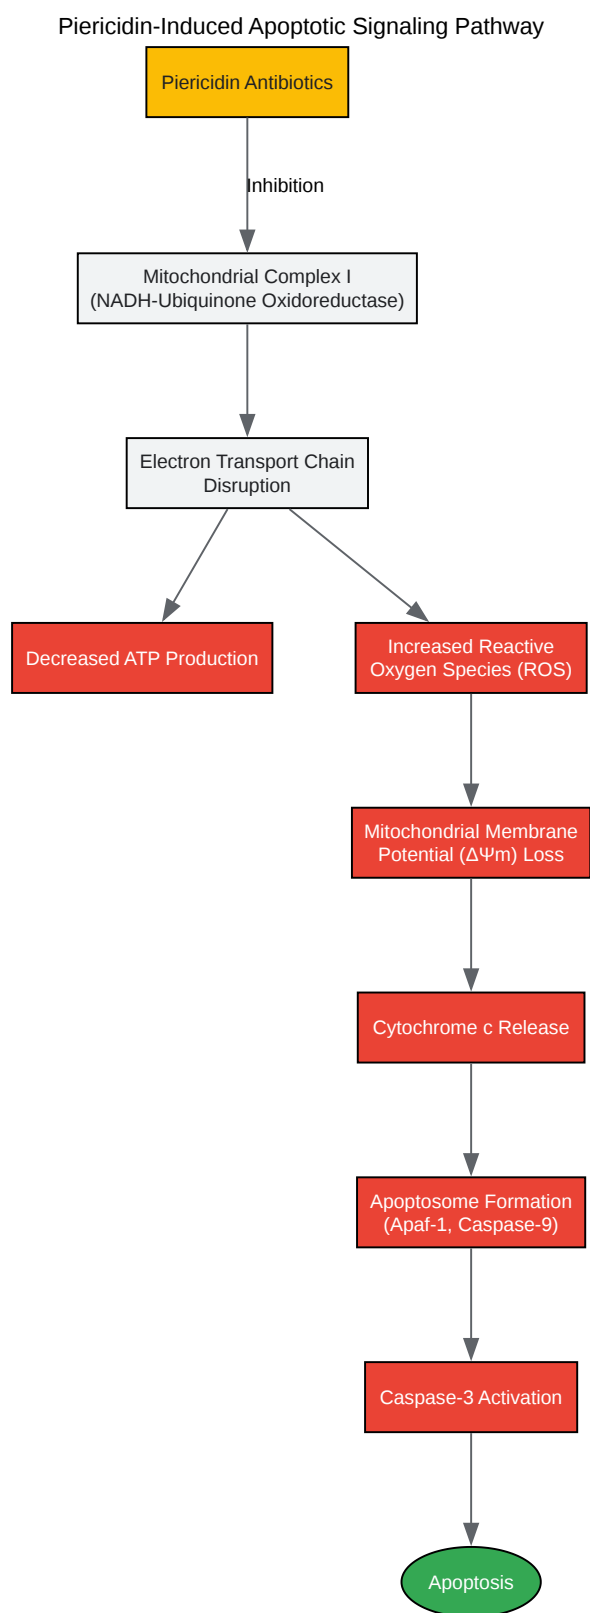 Piericidin-Induced Apoptotic Signaling Pathway
Piericidin Antibiotics
Inhibition
Mitochondrial Complex I
(NADH-Ubiquinone Oxidoreductase)
Electron Transport Chain
Disruption
Decreased ATP Production
Increased Reactive
Oxygen Species (ROS)
Mitochondrial Membrane
Potential (ΔΨm) Loss
Cytochrome c Release
Apoptosome Formation
(Apaf-1, Caspase-9)
Caspase-3 Activation
Apoptosis